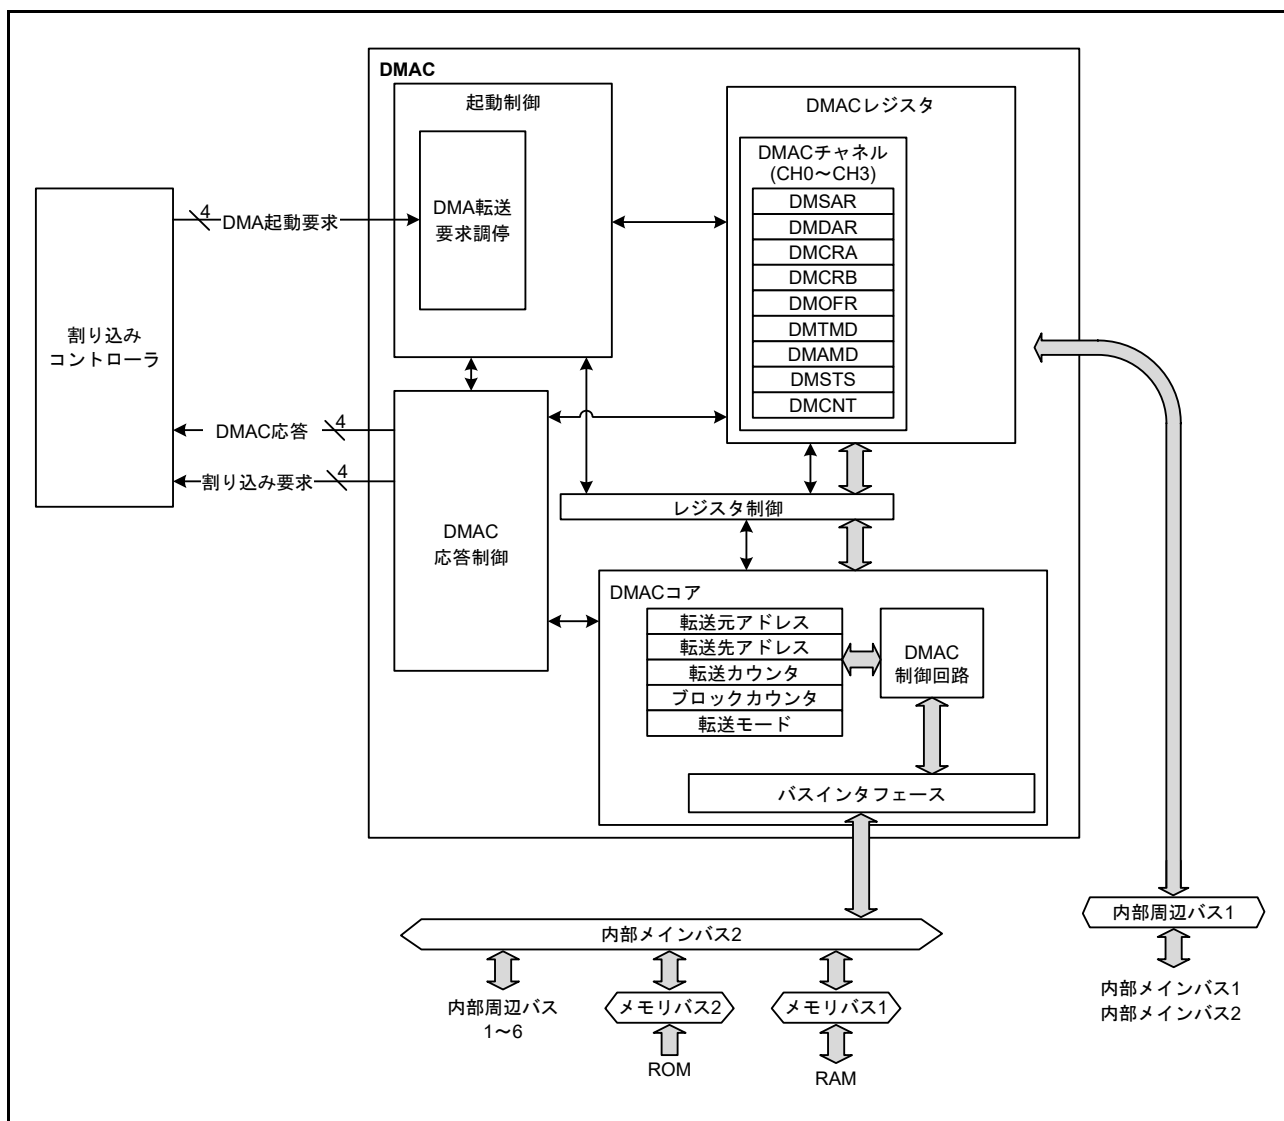 DMAC
起動制御
DMA転送
要求調停
DMACレジスタ
DMACチャネル
(CH0～CH3)
DMSAR
DMDAR
DMCRA
DMCRB
DMOFR
DMTMD
DMAMD
DMSTS
DMCNT
割り込み
コントローラ
4
DMA起動要求
DMAC応答
4
割り込み要求
4
DMAC
応答制御
レジスタ制御
DMACコア
転送元アドレス
転送先アドレス
転送カウンタ
ブロックカウンタ
転送モード
DMAC
制御回路
バスインタフェース
内部メインバス2
内部周辺バス
1～6
メモリバス2
ROM
メモリバス1
RAM
内部周辺バス1
内部メインバス1
内部メインバス2